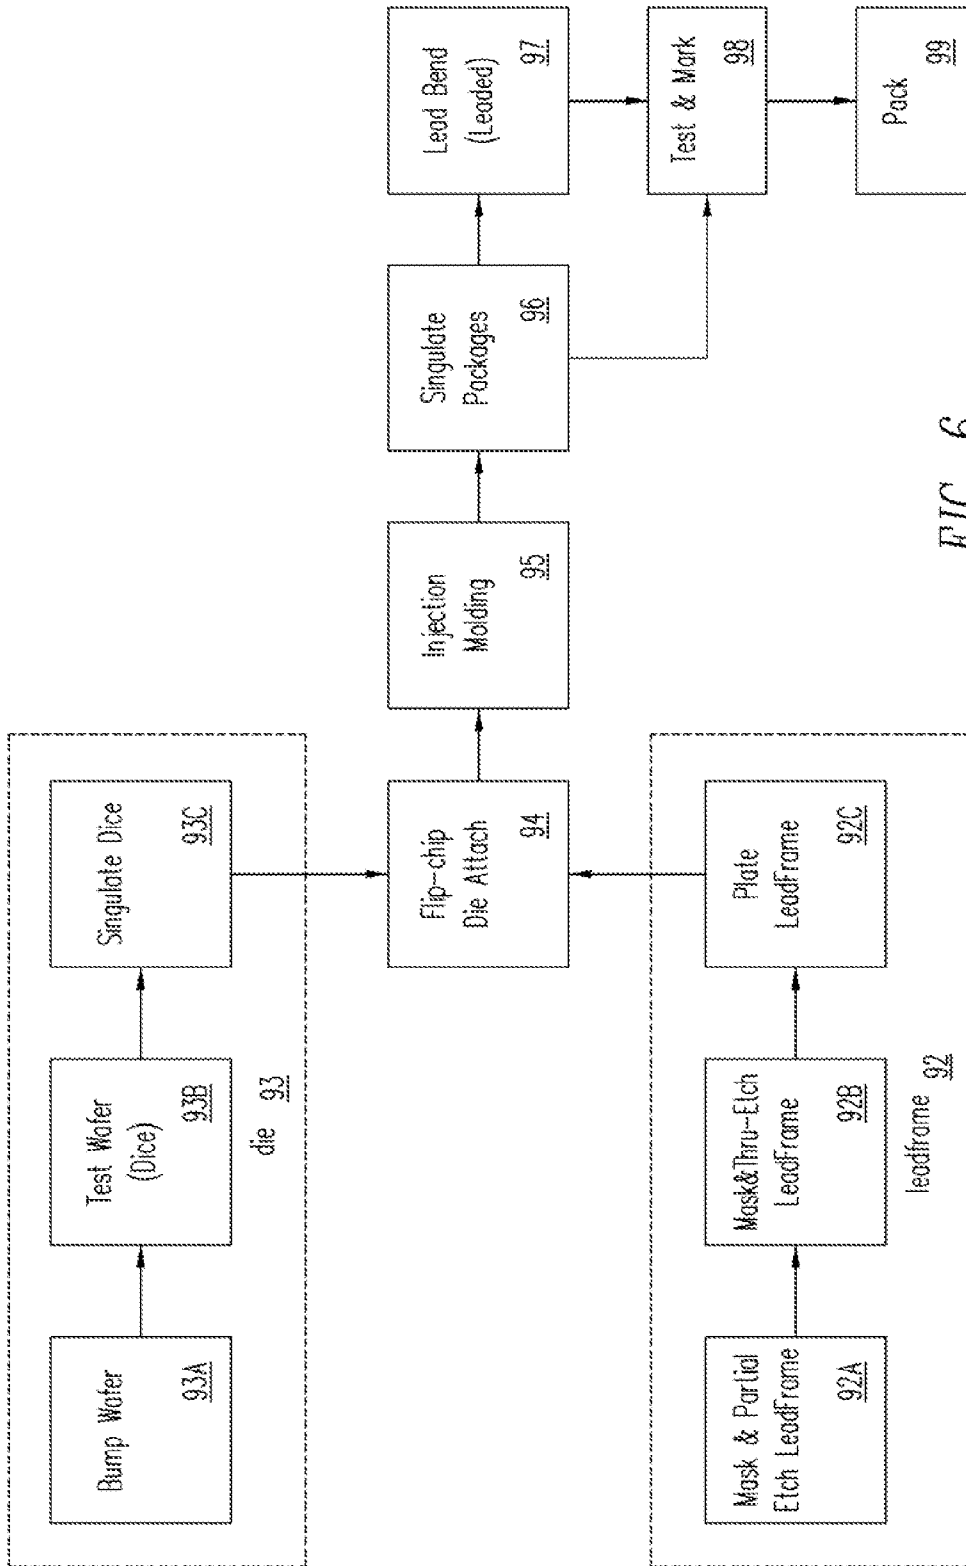 Bump Wafer
93A
Test Wafer
(Dice)
93B
Singulate Dice
93C
die 93
Flip-chip
Die Attach
94
Injection
Molding
95
Singulate
Packages
96
Lead Bend
(Leaded)
97
Test & Mark
98
Pack
99
Mask & Partial
Etch LeadFrame
92A
Mask&Thru-Etch
LeadFrame
92B
Plate
LeadFrame
92C
leadframe 92